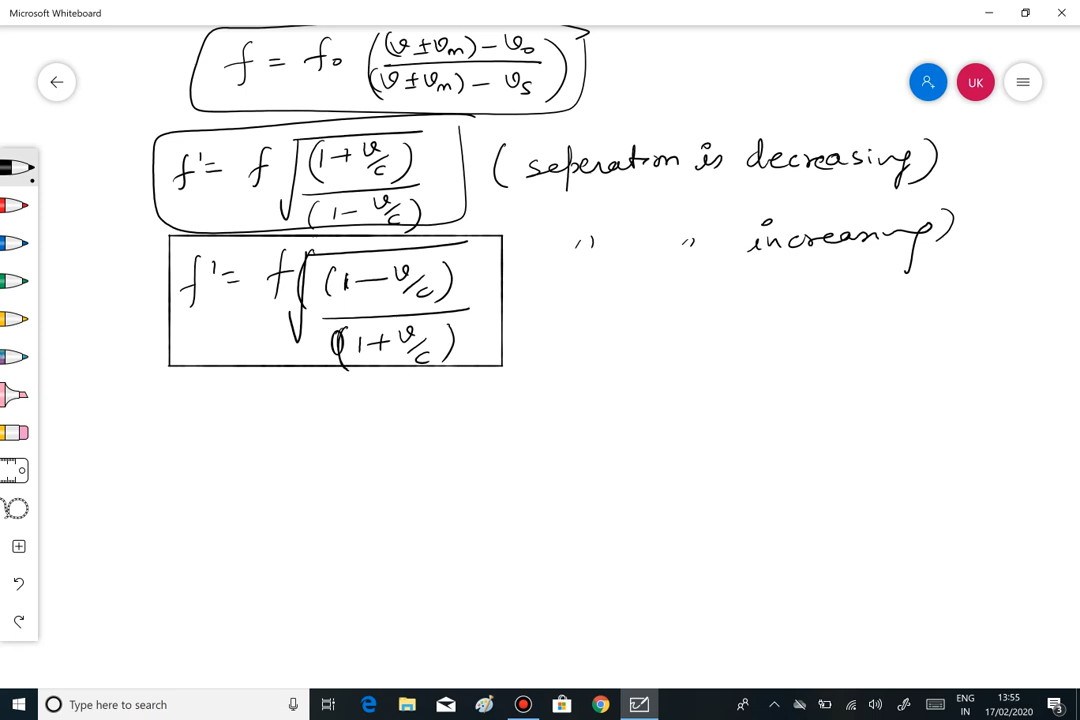 Microsoft Whiteboard
f = f₀ ((v ± vₘ) – v₀ / (v ± vₘ) – vₛ)
UK
f' = f √((1 + v/c) / (1 – v/c)) ( seperation is decreasing)
f' = f √((1 – v/c) / (1 + v/c)) " " increasing)
Type here to search
ENG
IN
13:55
17/02/2020
3